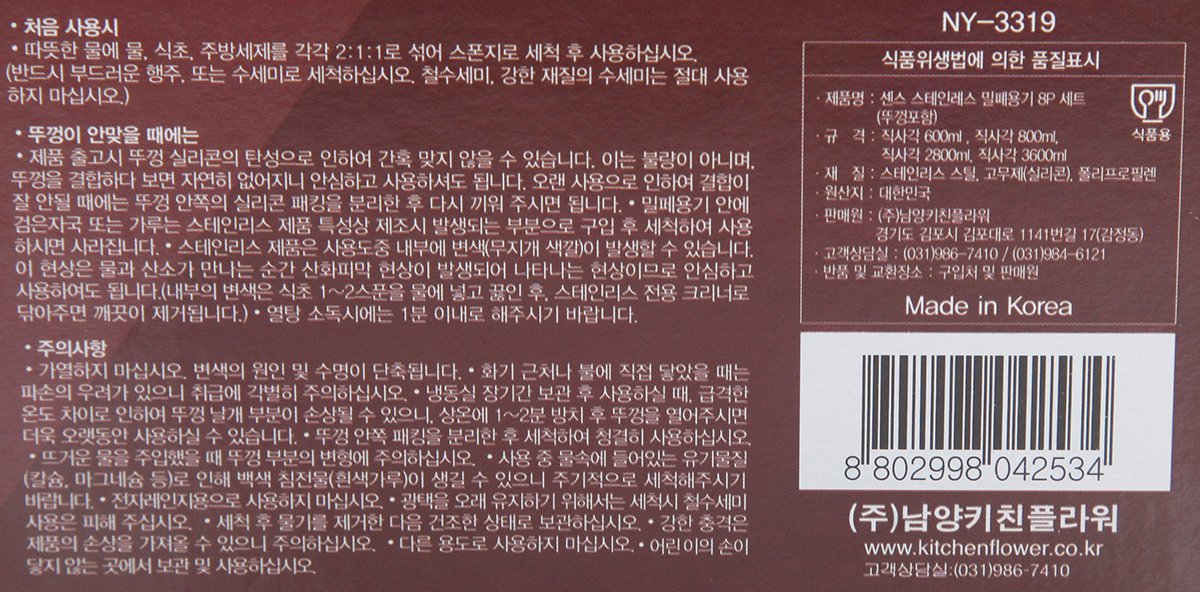 • 처음 사용시
• 따뜻한 물에 물, 식초, 주방세제를 각각 2:1:1로 섞어 스폰지로 세척 후 사용하십시오.
(반드시 부드러운 행주, 또는 수세미로 세척하십시오. 철수세미, 강한 재질의 수세미는 절대 사용
하지 마십시오.)
• 뚜껑이 안맞을 때에는
• 제품 출고시 뚜껑 실리콘의 탄성으로 인하여 간혹 맞지 않을 수 있습니다. 이는 불량이 아니며,
뚜껑을 결합하다 보면 자연히 없어지니 안심하고 사용하셔도 됩니다. 오랜 사용으로 인하여 결합이
잘 안될 때에는 뚜껑 안쪽의 실리콘 패킹을 분리한 후 다시 끼워 주시면 됩니다. • 밀폐용기 안에
검은자국 또는 가루는 스테인리스 제품 특성상 제조시 발생되는 부분으로 구입 후 세척하여 사용
하시면 사라집니다. • 스테인리스 제품은 사용도중 내부에 변색(무지개 색깔)이 발생할 수 있습니다.
이 현상은 물과 산소가 만나는 순간 산화피막 현상이 발생되어 나타나는 현상이므로 안심하고
사용하여도 됩니다.(내부의 변색은 식초 1~2스푼을 물에 넣고 끓인 후, 스테인리스 전용 크리너로
닦아주면 깨끗이 제거됩니다.) • 열탕 소독시에는 1분 이내로 해주시기 바랍니다.
• 주의사항
• 가열하지 마십시오. 변색의 원인 및 수명이 단축됩니다. • 화기 근처나 불에 직접 닿았을 때는
파손의 우려가 있으니 취급에 각별히 주의하십시오. • 냉동실 장기간 보관 후 사용하실 때, 급격한
온도 차이로 인하여 뚜껑 날개 부분이 손상될 수 있으니, 상온에 1~2분 방치 후 뚜껑을 열어주시면
더욱 오랫동안 사용하실 수 있습니다. • 뚜껑 안쪽 패킹을 분리한 후 세척하여 청결히 사용하십시오.
• 뜨거운 물을 주입했을 때 뚜껑 부분의 변형에 주의하십시오. • 사용 중 물속에 들어있는 유기물질
(칼슘, 마그네슘 등)로 인해 백색 침전물(흰색가루)이 생길 수 있으니 주기적으로 세척해주시기
바랍니다. • 전자레인지용으로 사용하지 마십시오. • 광택을 오래 유지하기 위해서는 세척시 철수세미
사용은 피해 주십시오. • 세척 후 물기를 제거한 다음 건조한 상태로 보관하십시오. • 강한 충격은
제품의 손상을 가져올 수 있으니 주의하십시오. • 다른 용도로 사용하지 마십시오. • 어린이의 손이
닿지 않는 곳에서 보관 및 사용하십시오.
NY-3319
식품위생법에 의한 품질표시
· 제품명 : 센스 스테인레스 밀폐용기 8P 세트
(뚜껑포함)
식품용
· 규 격 : 직사각 600ml , 직사각 800ml,
직사각 2800ml, 직사각 3600ml
· 재 질 : 스테인리스 스틸, 고무제(실리콘), 폴리프로필렌
· 원산지 : 대한민국
· 판매원 : (주)남양키친플라워
경기도 김포시 김포대로 1141번길 17(감정동)
· 고객상담실 : (031)986-7410 / (031)984-6121
· 반품 및 교환장소 : 구입처 및 판매원
Made in Korea
8 802998 042534
(주)남양키친플라워
www.kitchenflower.co.kr
고객상담실:(031)986-7410